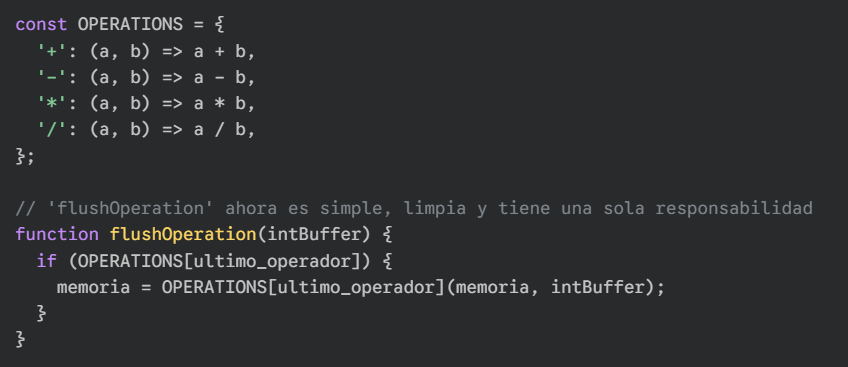 const OPERATIONS = {
  '+': (a, b) => a + b,
  '-': (a, b) => a - b,
  '*': (a, b) => a * b,
  '/': (a, b) => a / b,
};

// 'flushOperation' ahora es simple, limpia y tiene una sola responsabilidad
function flushOperation(intBuffer) {
  if (OPERATIONS[ultimo_operador]) {
    memoria = OPERATIONS[ultimo_operador](memoria, intBuffer);
  }
}